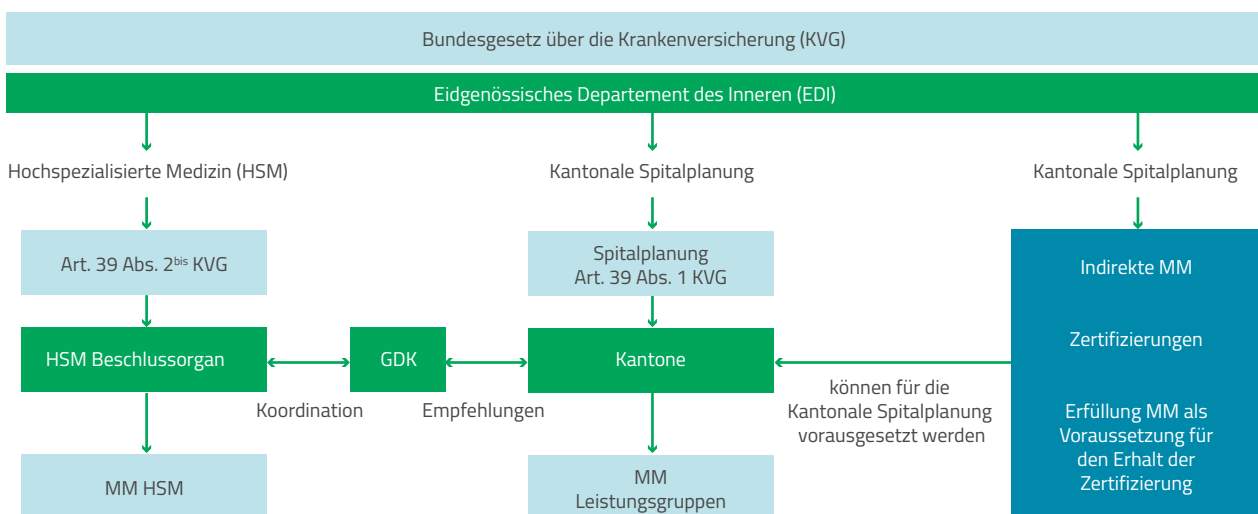 Bundesgesetz über die Krankenversicherung (KVG)
Eidgenössisches Departement des Inneren (EDI)
Hochspezialisierte Medizin (HSM)
Kantonale Spitalplanung
Kantonale Spitalplanung
Art. 39 Abs. 2bis KVG
Spitalplanung
Art. 39 Abs. 1 KVG
Indirekte MM
Zertifizierungen
Erfüllung MM als
Voraussetzung für
den Erhalt der
Zertifizierung
HSM Beschlussorgan
GDK
Kantone
Koordination
Empfehlungen
können für die
Kantonale Spitalplanung
vorausgesetzt werden
MM HSM
MM
Leistungsgruppen